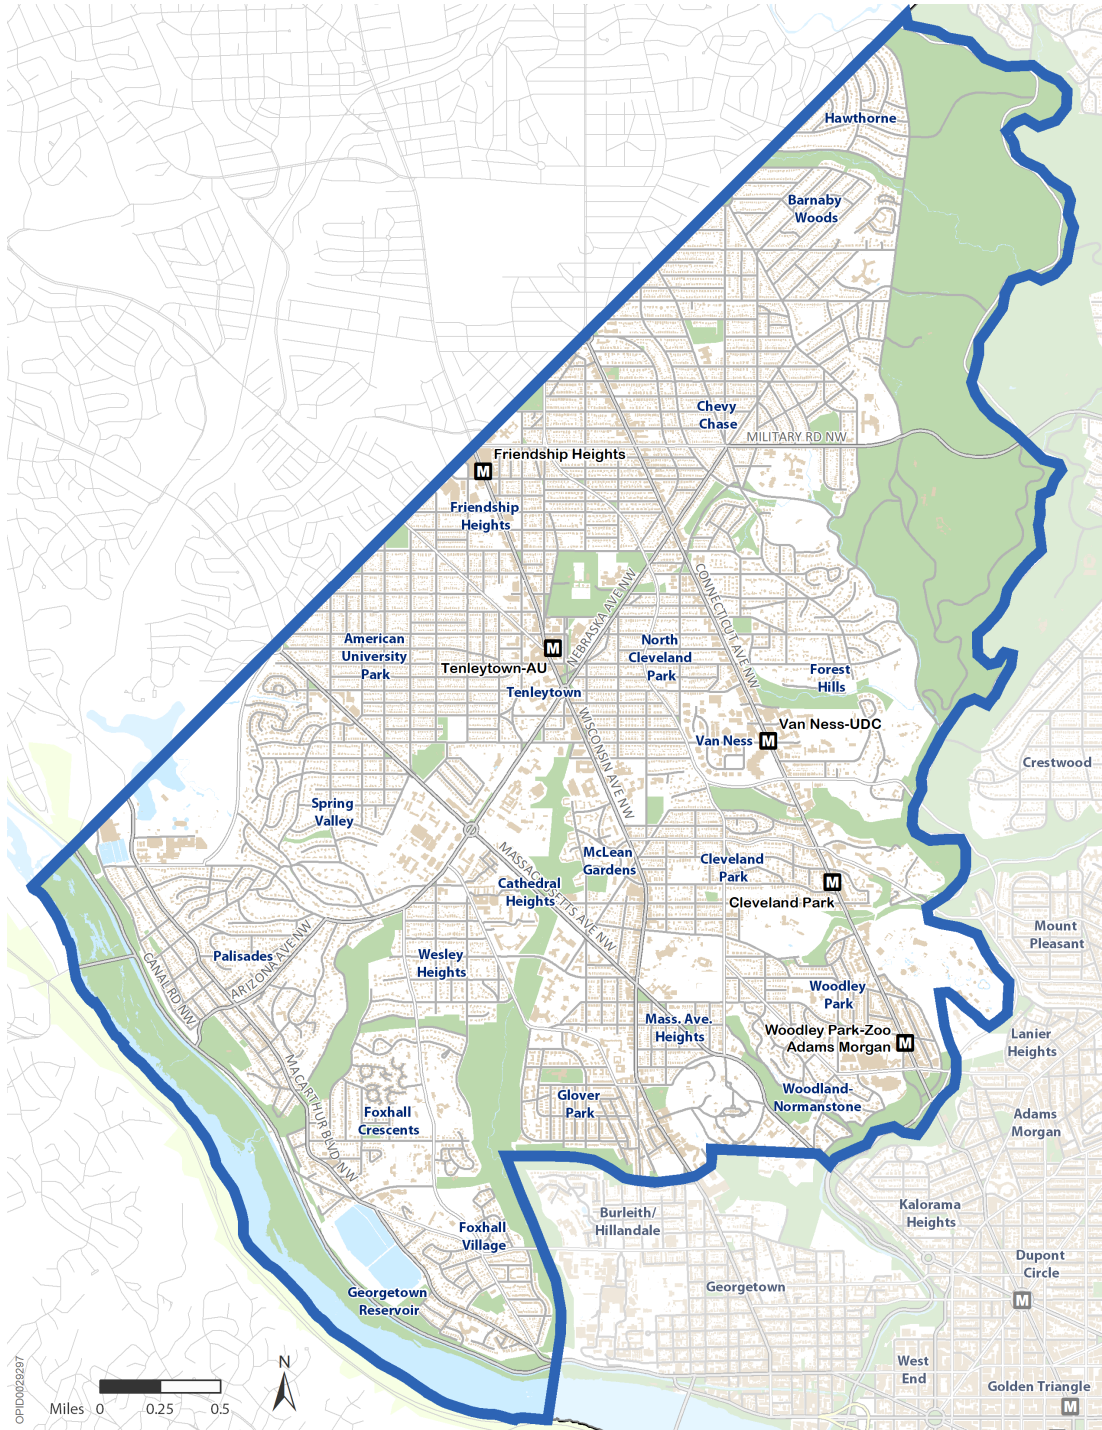 Hawthorne
Barnaby
Woods
Chevy
Chase
MILITARY RD NW
Friendship Heights
M
Friendship
Heights
CONNECTICUT AVE NW
NEBRASKA AVE NW
American
University
Park
M
Tenleytown-AU
North
Cleveland
Park
Tenleytown
Forest
Hills
WISCONSIN AVE NW
Van Ness-UDC
Van Ness
M
Crestwood
Spring
Valley
MASSACHUSETTS AVE NW
McLean
Gardens
Cleveland
Park
Cathedral
Heights
M
Cleveland Park
Mount
Pleasant
Palisades
ARIZONA AVE NW
CANAL RD NW
Wesley
Heights
Woodley
Park
Mass. Ave.
Heights
Woodley Park-Zoo
Adams Morgan
M
Lanier
Heights
MACARTHUR BLVD NW
Foxhall
Crescents
Glover
Park
Woodland-
Normanstone
Adams
Morgan
Burleith/
Hillandale
Kalorama
Heights
Foxhall
Village
Dupont
Circle
M
Georgetown
Georgetown
Reservoir
West
End
Golden Triangle
M
N
Miles 0 0.25 0.5
OPID0029297